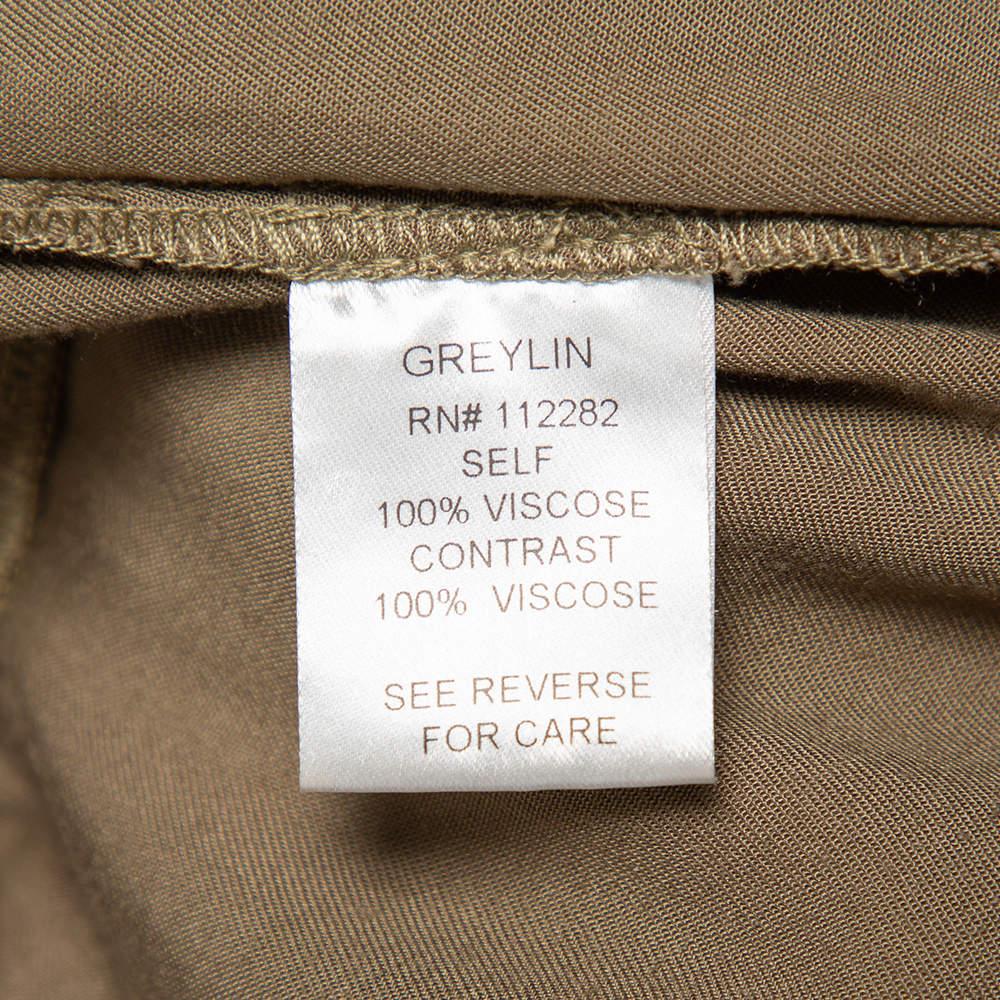 GREYLIN
RN# 112282
SELF
100% VISCOSE
CONTRAST
100% VISCOSE
SEE REVERSE
FOR CARE